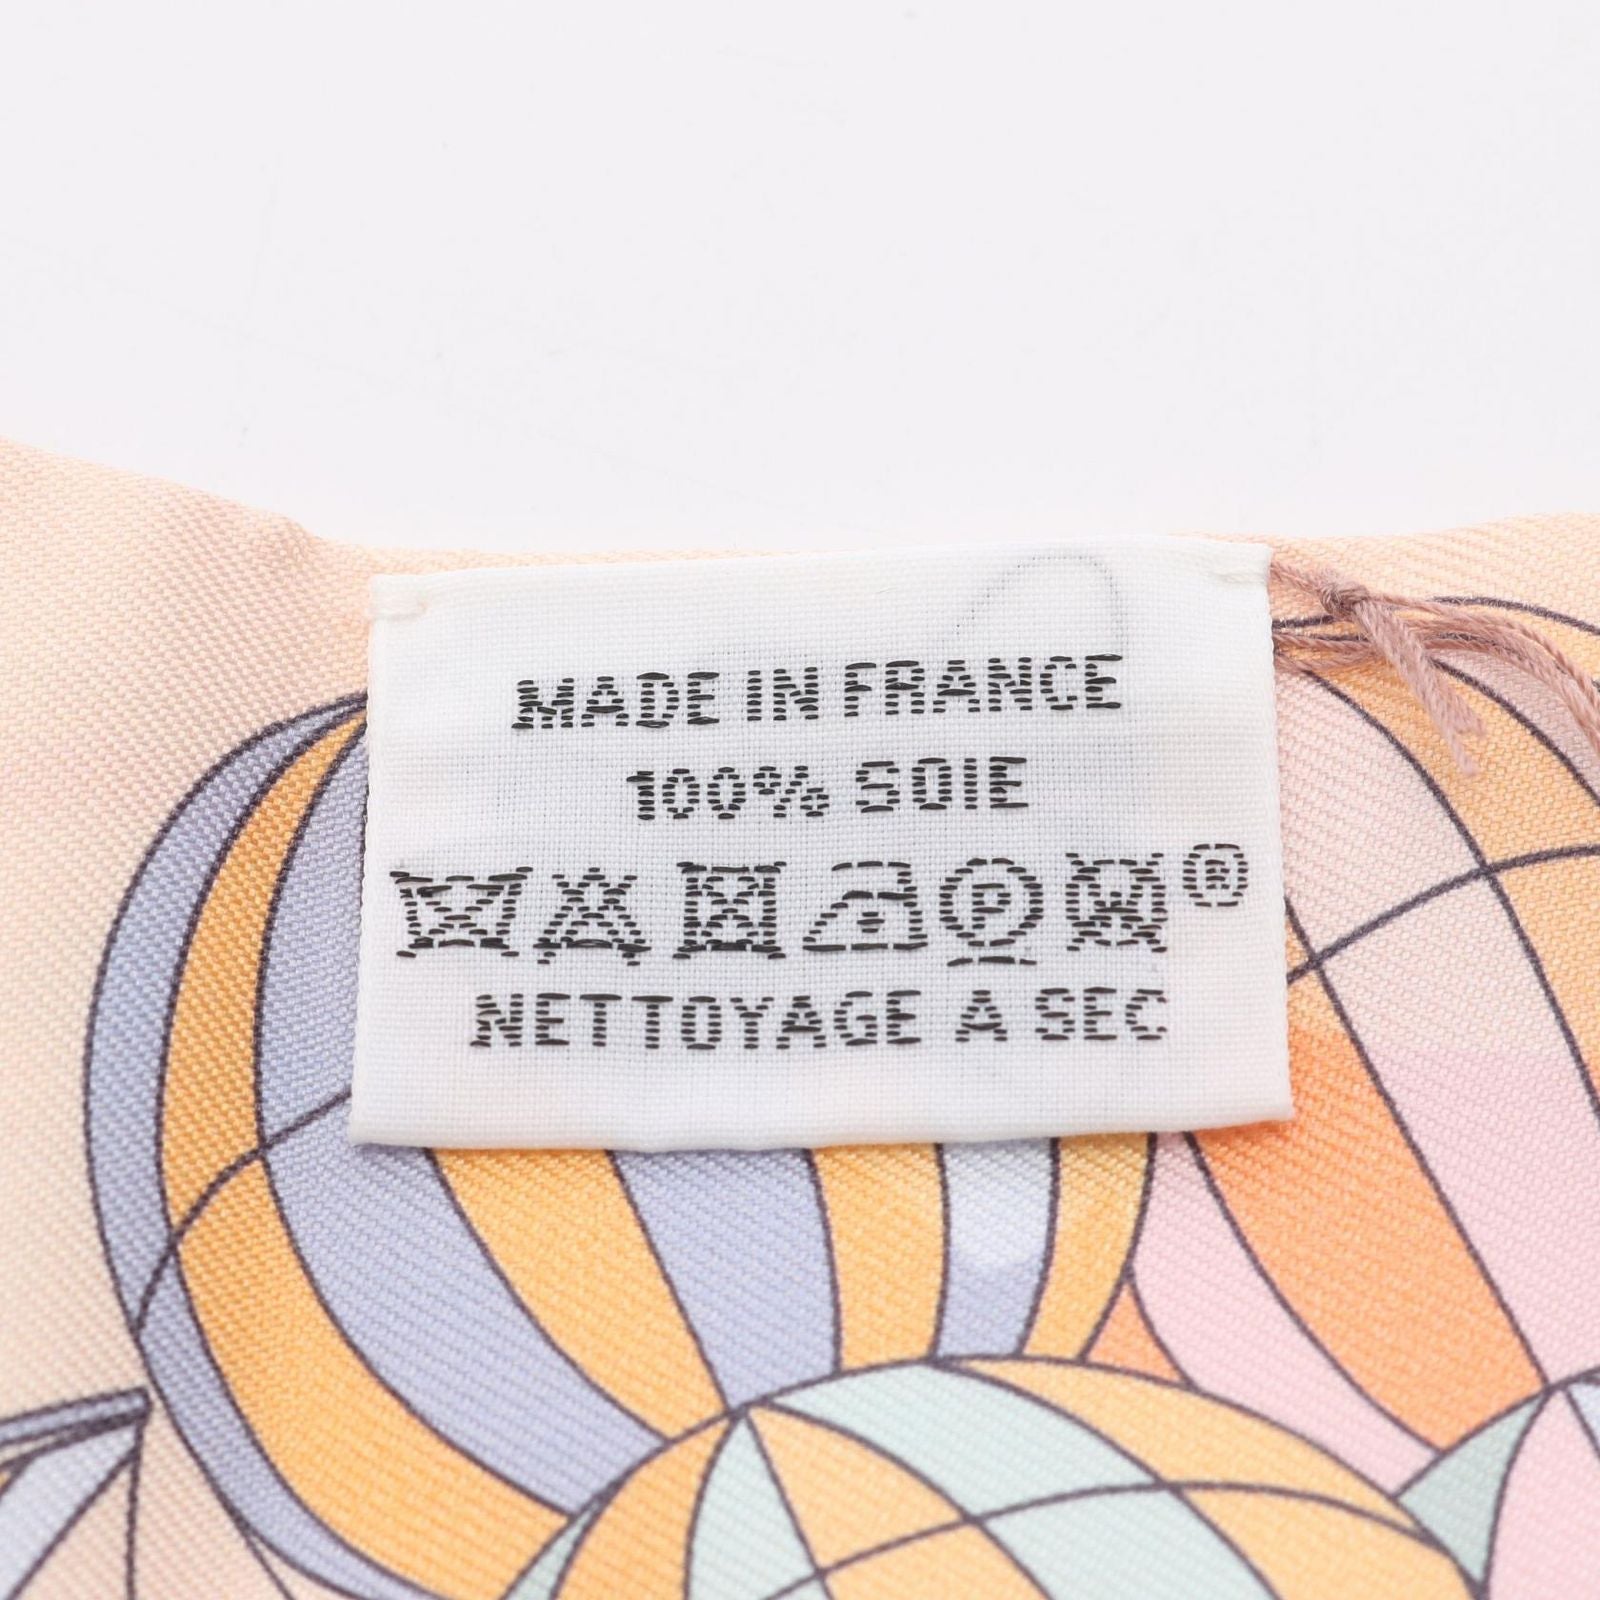 MADE IN FRANCE
100% SOIE
P W ®
NETTOYAGE A SEC